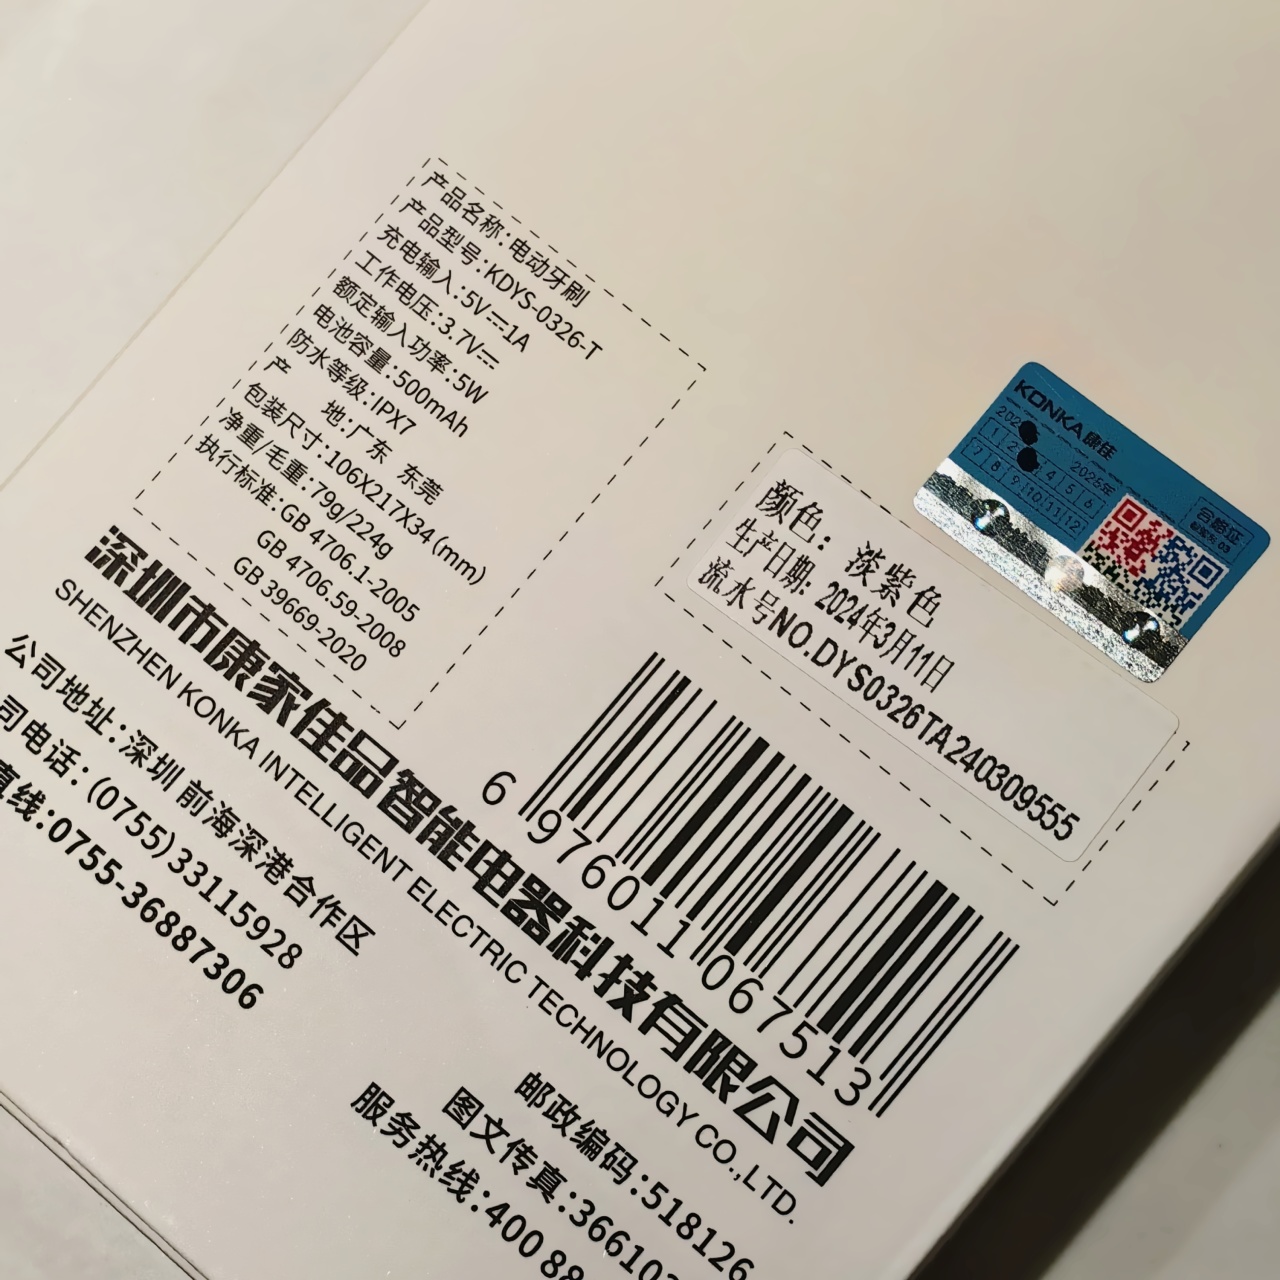 产品名称:电动牙刷
产品型号:KDYS-0326-T
充电输入:5V⎓1A
工作电压:3.7V⎓
额定输入功率:5W
电池容量:500mAh
防水等级:IPX7
产 地:广东 东莞
包装尺寸:106X217X34(mm)
净重/毛重:79g/224g
执行标准:GB 4706.1-2005
GB 4706.59-2008
GB 39669-2020
KONKA康佳
2025年
1 2 4 5 6
7 8 9 10 11 12
合格证
颜色: 淡紫色
生产日期: 2024年3月11日
流水号NO.DYS0326TA240309555
6 976011 067513
深圳市康家佳品智能电器科技有限公司
SHENZHEN KONKA INTELLIGENT ELECTRIC TECHNOLOGY CO.,LTD.
公司地址:深圳 前海深港合作区
司电话:(0755)33115928
线:0755-36887306
邮政编码:518126
图文传真:36610
服务热线:400 88